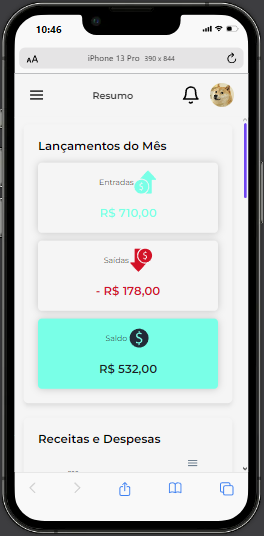 10:46
AA
iPhone 13 Pro 390 x 844
Resumo
Lançamentos do Mês
Entradas
$
R$ 710,00
Saídas
$
- R$ 178,00
Saldo
$
R$ 532,00
Receitas e Despesas